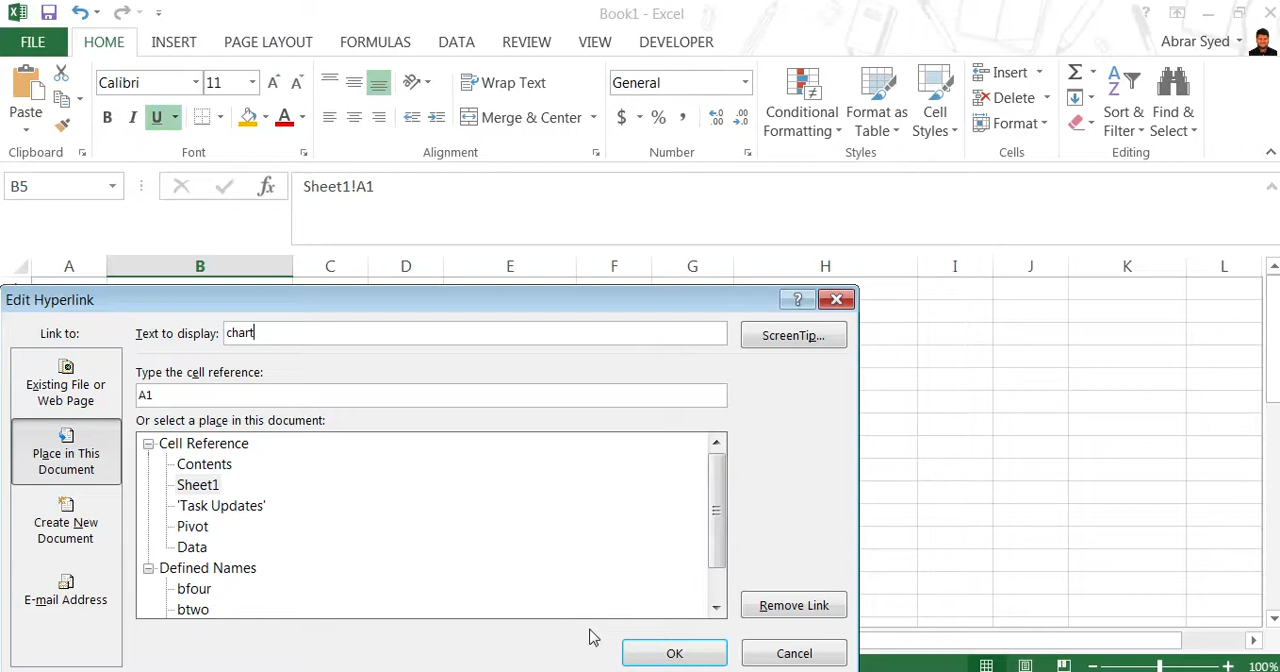 Book1 - Excel
FILE HOME INSERT PAGE LAYOUT FORMULAS DATA REVIEW VIEW DEVELOPER Abrar Syed
Calibri 11 Wrap Text General Insert
Paste Conditional Formatting Format as Table Cell Styles Delete Sort & Filter Find & Select
B I U Merge & Center $ % , Format
Clipboard Font Alignment Number Styles Cells Editing
B5 fx Sheet1!A1
A B C D E F G H I J K L
Edit Hyperlink ?
Link to: Text to display: chart ScreenTip...
Existing File or Web Page
Type the cell reference:
A1
Or select a place in this document:
Place in This Document
Cell Reference
Contents
Sheet1
'Task Updates'
Create New Document
Pivot
Data
Defined Names
E-mail Address
bfour
btwo
Remove Link
OK Cancel
100%